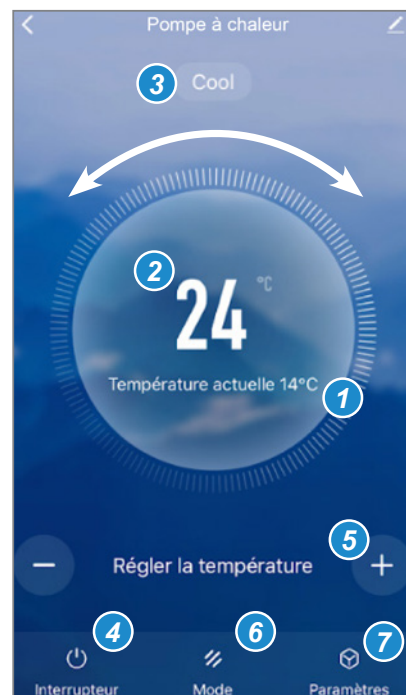 Pompe à chaleur
3 Cool
2
24 °C
Température actuelle 14°C
1
5
− Régler la température +
4 6 7
Interrupteur Mode Paramètres